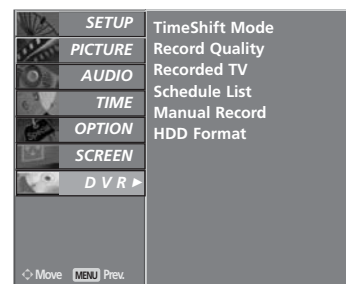 SETUP
PICTURE
AUDIO
TIME
OPTION
SCREEN
D V R ►
Move MENU Prev.
TimeShift Mode
Record Quality
Recorded TV
Schedule List
Manual Record
HDD Format